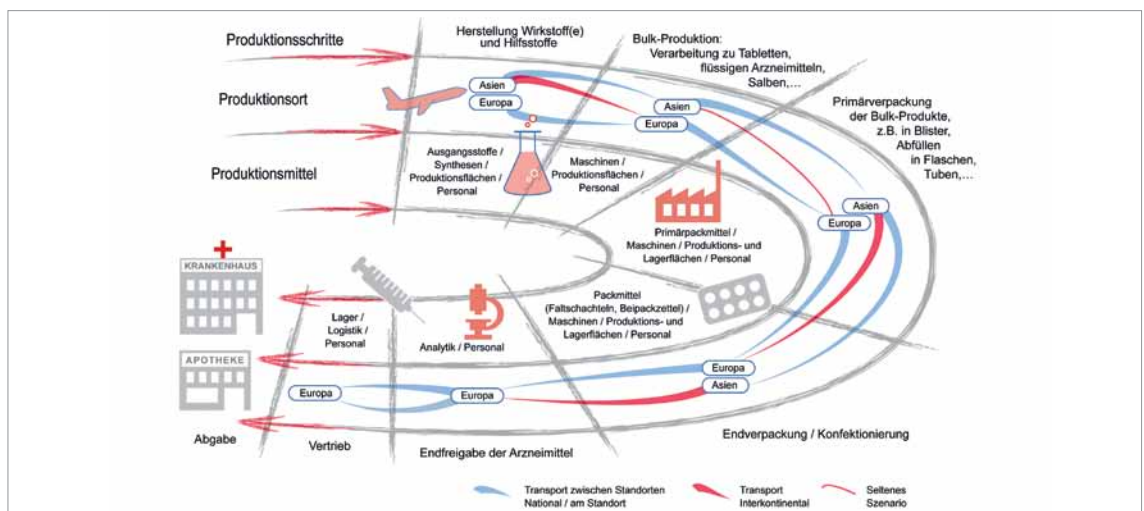 Produktionsschritte
Herstellung Wirkstoff(e)
und Hilfsstoffe
Bulk-Produktion:
Verarbeitung zu Tabletten,
flüssigen Arzneimitteln,
Salben,...
Primärverpackung
der Bulk-Produkte,
z.B. in Blister,
Abfüllen
in Flaschen,
Tuben,...
Produktionsort
Asien
Europa
Asien
Europa
Asien
Europa
Produktionsmittel
Ausgangsstoffe /
Synthesen /
Produktionsflächen /
Personal
Maschinen /
Produktionsflächen /
Personal
Primärpackmittel /
Maschinen / Produktions- und
Lagerflächen / Personal
Packmittel
(Faltschachteln, Beipackzettel) /
Maschinen / Produktions- und
Lagerflächen / Personal
Analytik / Personal
Lager /
Logistik /
Personal
KRANKENHAUS
APOTHEKE
Europa
Europa
Europa
Asien
Abgabe
Vertrieb
Endfreigabe der Arzneimittel
Endverpackung / Konfektionierung
Transport zwischen Standorten
National / am Standort
Transport
Interkontinental
Seltenes
Szenario